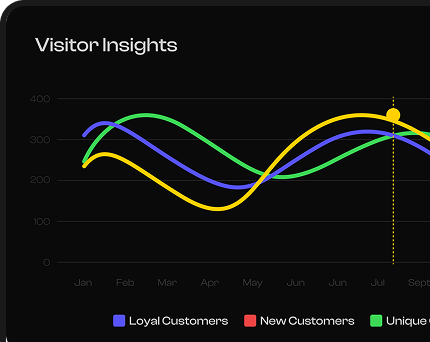 Visitor Insights
400
300
200
100
0
Jan Feb Mar Apr May Jun Jun Jul Sept
Loyal Customers New Customers Unique